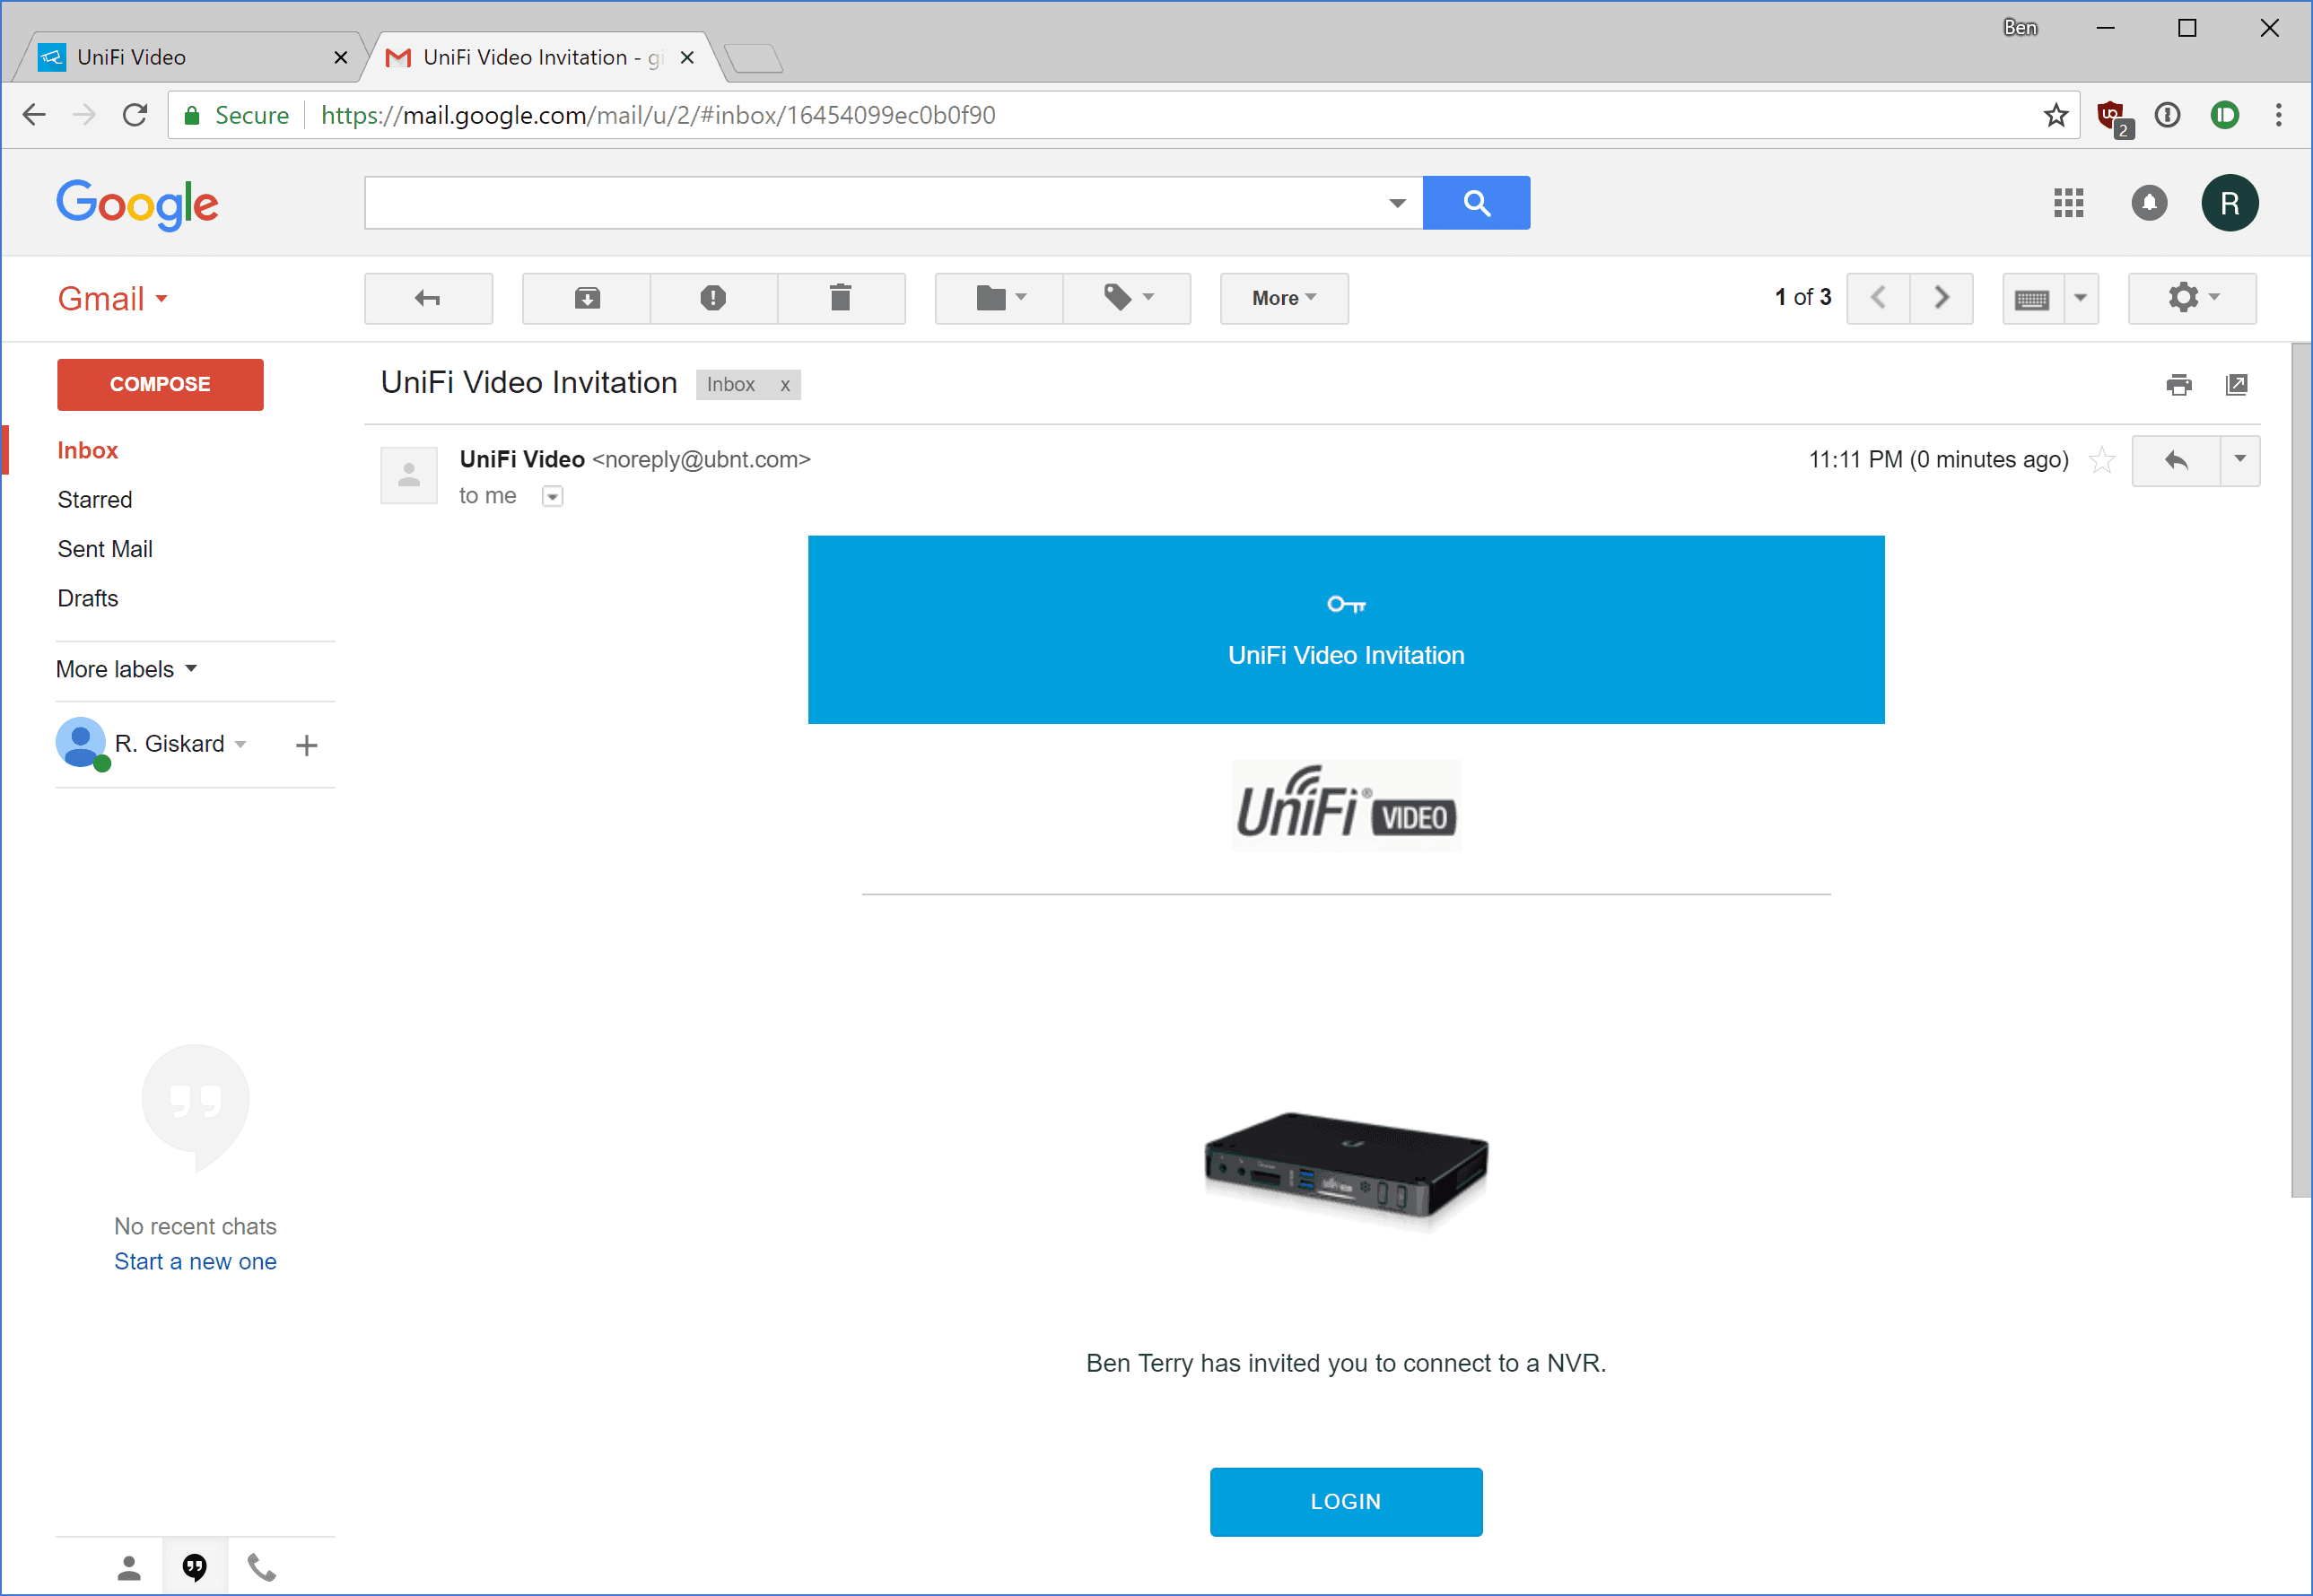 Ben
UniFi Video
UniFi Video Invitation - gi
Secure
https://mail.google.com/mail/u/2/#inbox/16454099ec0b0f90
2
Google
R
Gmail
More
1 of 3
COMPOSE
UniFi Video Invitation
Inbox x
Inbox
UniFi Video <noreply@ubnt.com>
11:11 PM (0 minutes ago)
to me
Starred
Sent Mail
Drafts
UniFi Video Invitation
More labels
R. Giskard
UniFi® VIDEO
No recent chats
Start a new one
Ben Terry has invited you to connect to a NVR.
LOGIN